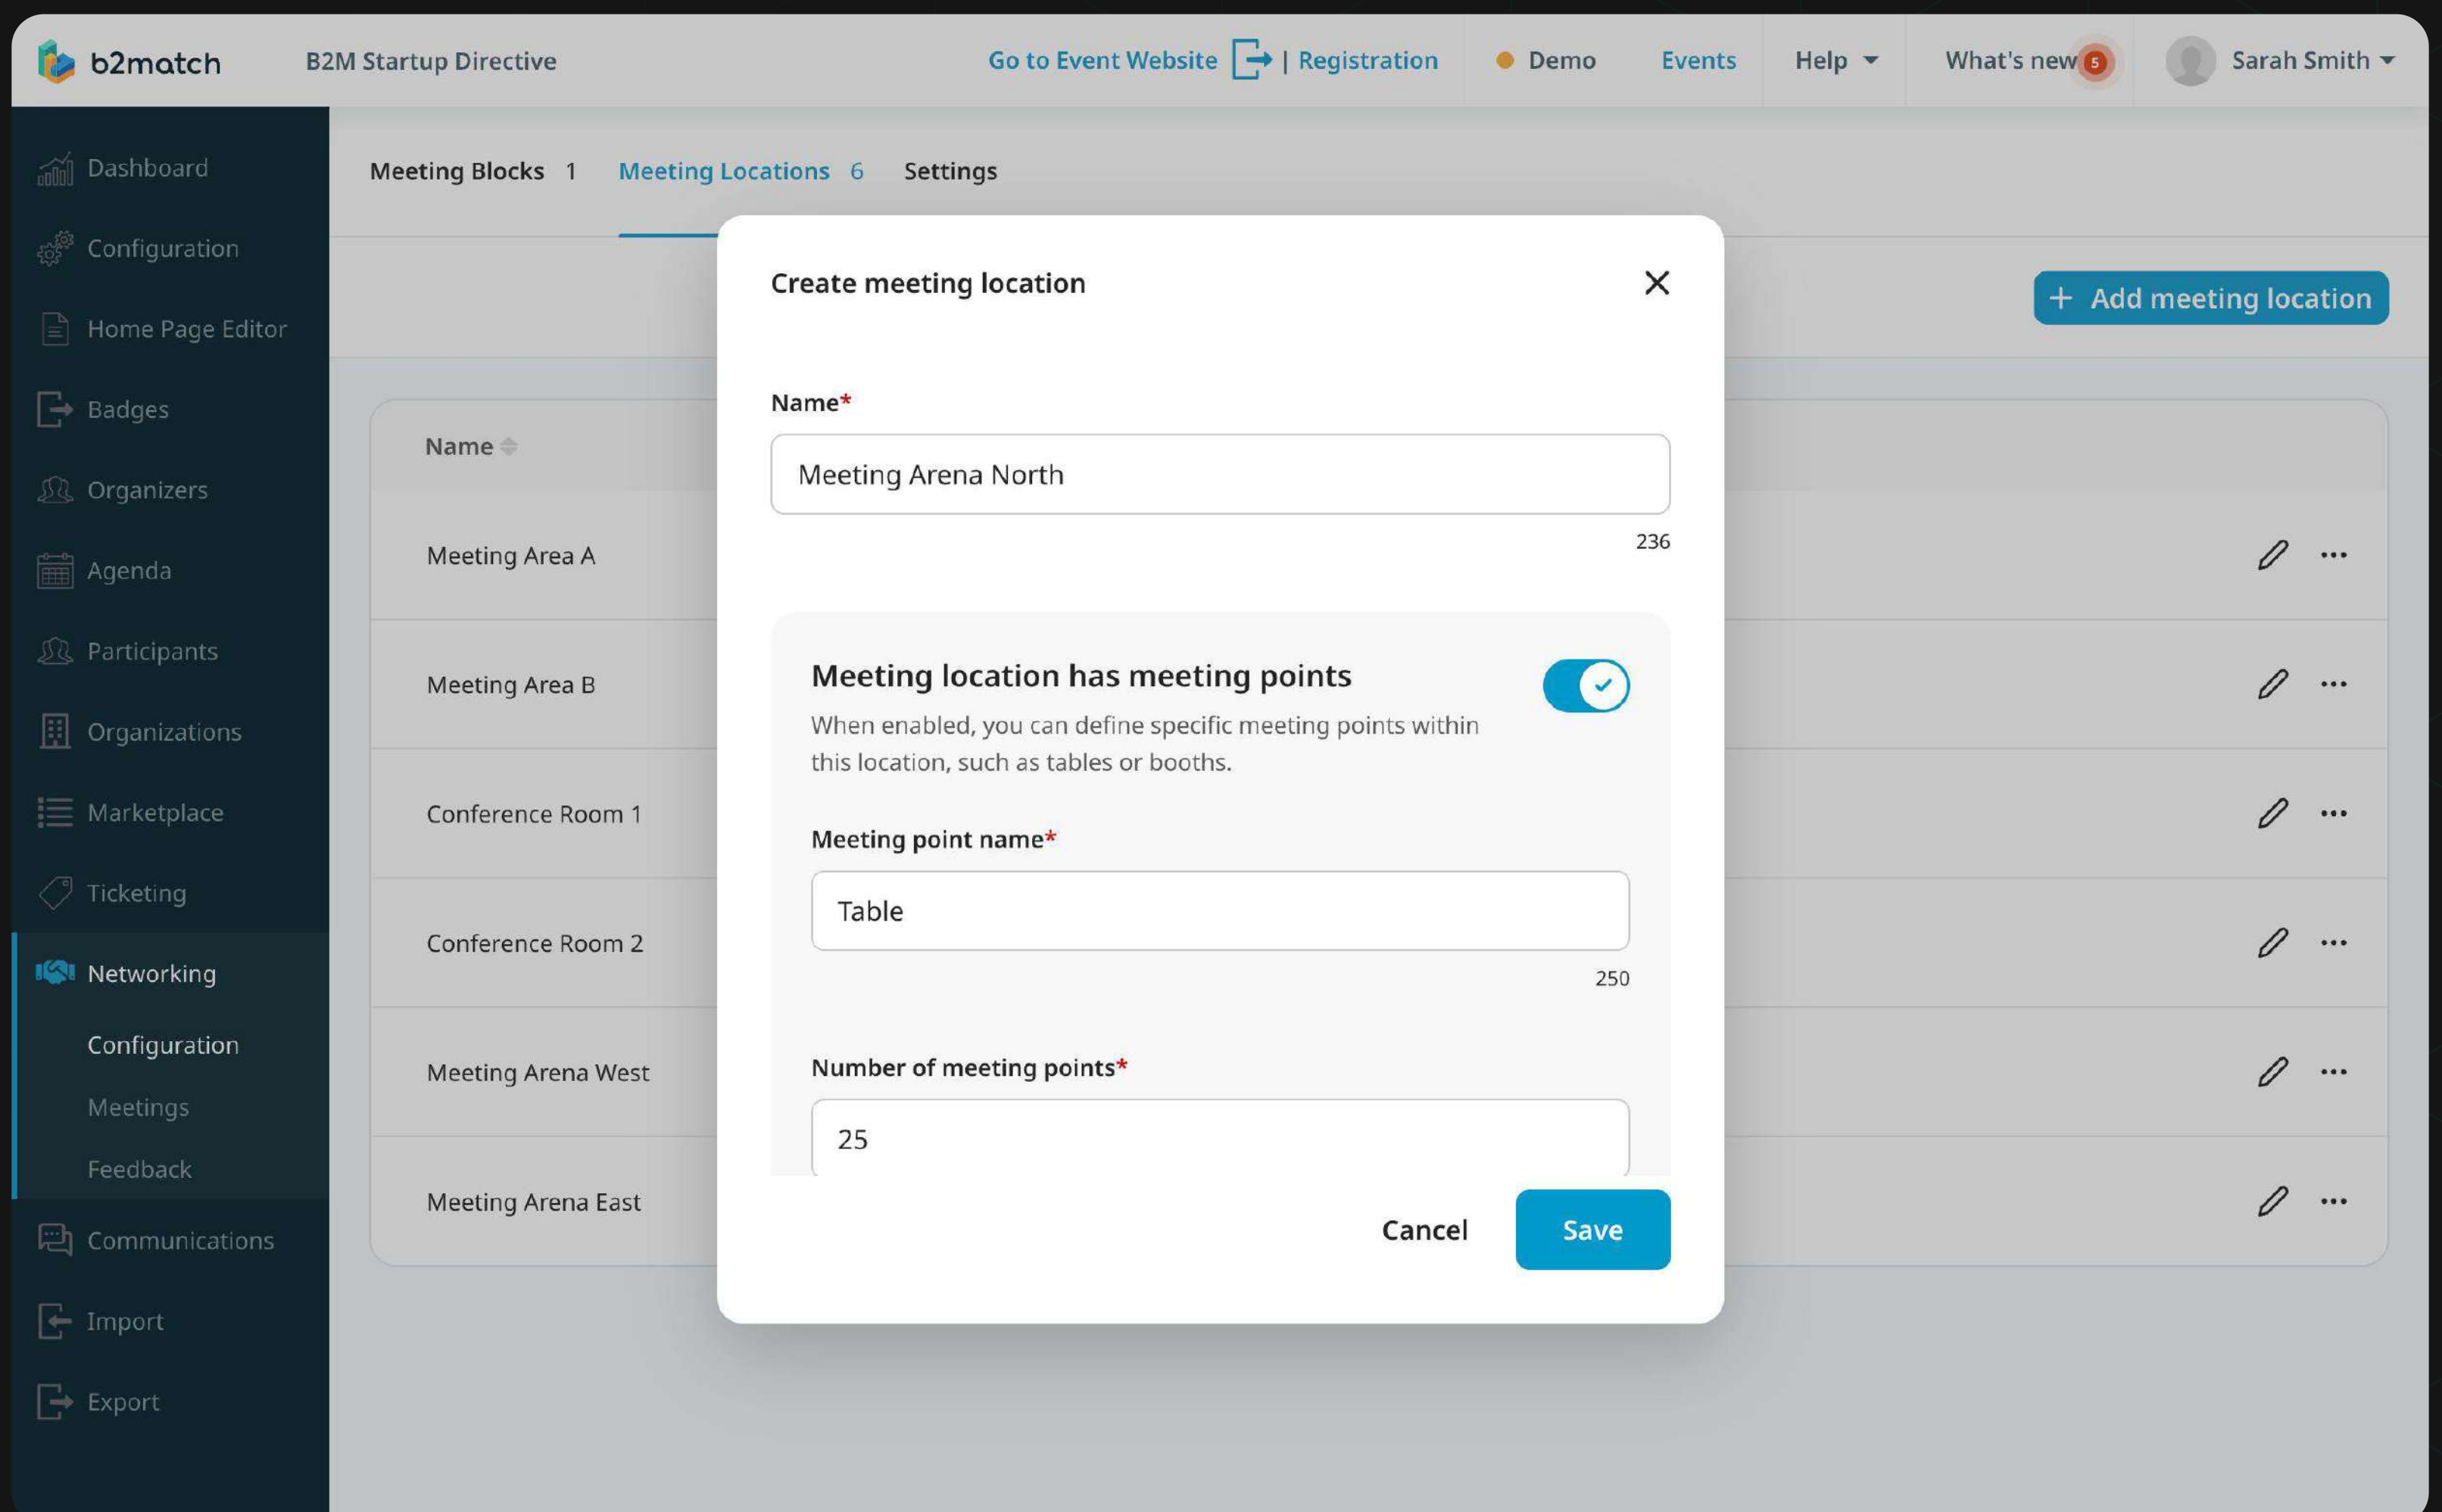 b2match
B2M Startup Directive
Go to Event Website | Registration
Demo
Events
Help
What's new 5
Sarah Smith
Dashboard
Configuration
Home Page Editor
Badges
Organizers
Agenda
Participants
Organizations
Marketplace
Ticketing
Networking
Configuration
Meetings
Feedback
Communications
Import
Export
Meeting Blocks 1
Meeting Locations 6
Settings
+ Add meeting location
Name
Meeting Area A
Meeting Area B
Conference Room 1
Conference Room 2
Meeting Arena West
Meeting Arena East
Create meeting location
Name*
Meeting Arena North
236
Meeting location has meeting points
When enabled, you can define specific meeting points within
this location, such as tables or booths.
Meeting point name*
Table
250
Number of meeting points*
25
Cancel
Save